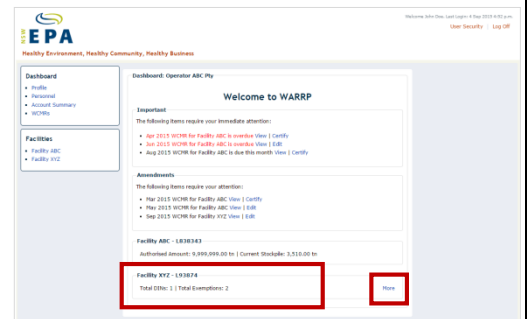 Welcome John Doe, Last Login: 9 Sep 2015 4:02 p.m.
User Security | Log Off
NSW
EPA
Healthy Environment, Healthy Community, Healthy Business
Dashboard
• Profile
• Personnel
• Account Summary
• WCMRs
Facilities
• Facility ABC
• Facility XYZ
Dashboard: Operator ABC Pty
Welcome to WARRP
Important
The following items require your immediate attention:
• Apr 2015 WCMR for Facility ABC is overdue View | Certify
• Jun 2015 WCMR for Facility ABC is overdue View | Edit
• Aug 2015 WCMR for Facility ABC is due this month View | Certify
Amendments
The following items require your attention:
• Mar 2015 WCMR for Facility ABC View | Certify
• May 2015 WCMR for Facility ABC View | Edit
• Sep 2015 WCMR for Facility XYZ View | Edit
Facility ABC - L838343
Authorised Amount: 9,999,999.00 tn | Current Stockpile: 3,510.00 tn
Facility XYZ - L93874
Total DINs: 1 | Total Exemptions: 2
More